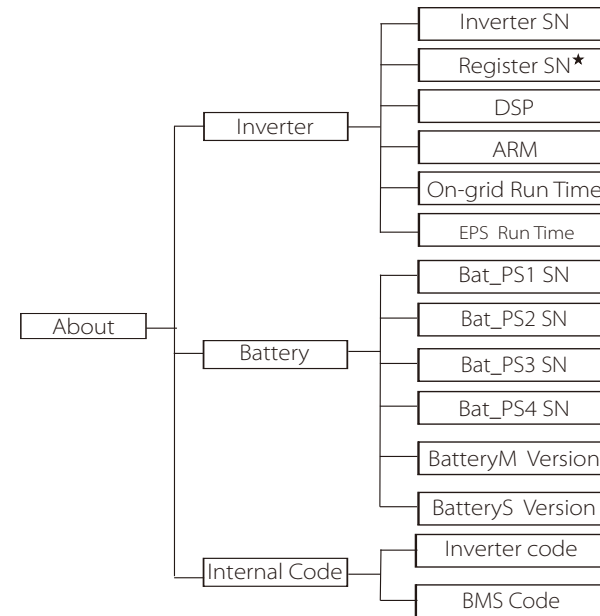 About
Inverter
Inverter SN
Register SN★
DSP
ARM
On-grid Run Time
EPS Run Time
Battery
Bat_PS1 SN
Bat_PS2 SN
Bat_PS3 SN
Bat_PS4 SN
BatteryM Version
BatteryS Version
Internal Code
Inverter code
BMS Code